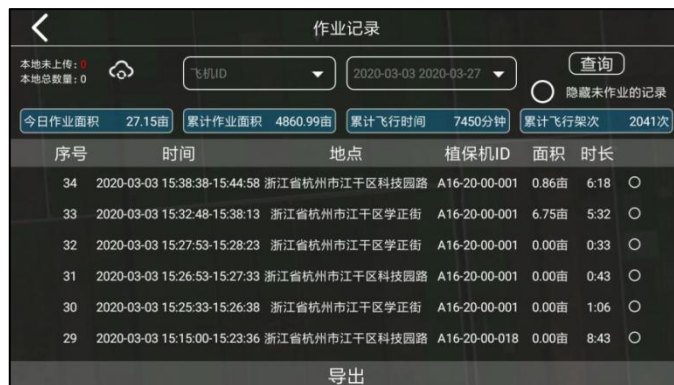 作业记录
本地未上传: 0
本地总数量: 0
飞机ID
2020-03-03 2020-03-27
查询
隐藏未作业的记录
今日作业面积 27.15亩 累计作业面积 4860.99亩 累计飞行时间 7450分钟 累计飞行架次 2041次
序号 时间 地点 植保机ID 面积 时长
34 2020-03-03 15:38:38-15:44:58 浙江省杭州市江干区科技园路 A16-20-00-001 0.86亩 6:18
33 2020-03-03 15:32:48-15:38:13 浙江省杭州市江干区学正街 A16-20-00-001 6.75亩 5:32
32 2020-03-03 15:27:53-15:28:23 浙江省杭州市江干区学正街 A16-20-00-001 0.00亩 0:33
31 2020-03-03 15:26:53-15:27:33 浙江省杭州市江干区科技园路 A16-20-00-001 0.00亩 0:43
30 2020-03-03 15:25:33-15:26:38 浙江省杭州市江干区学正街 A16-20-00-001 0.00亩 1:06
29 2020-03-03 15:15:00-15:23:36 浙江省杭州市江干区科技园路 A16-20-00-018 0.00亩 8:43
导出